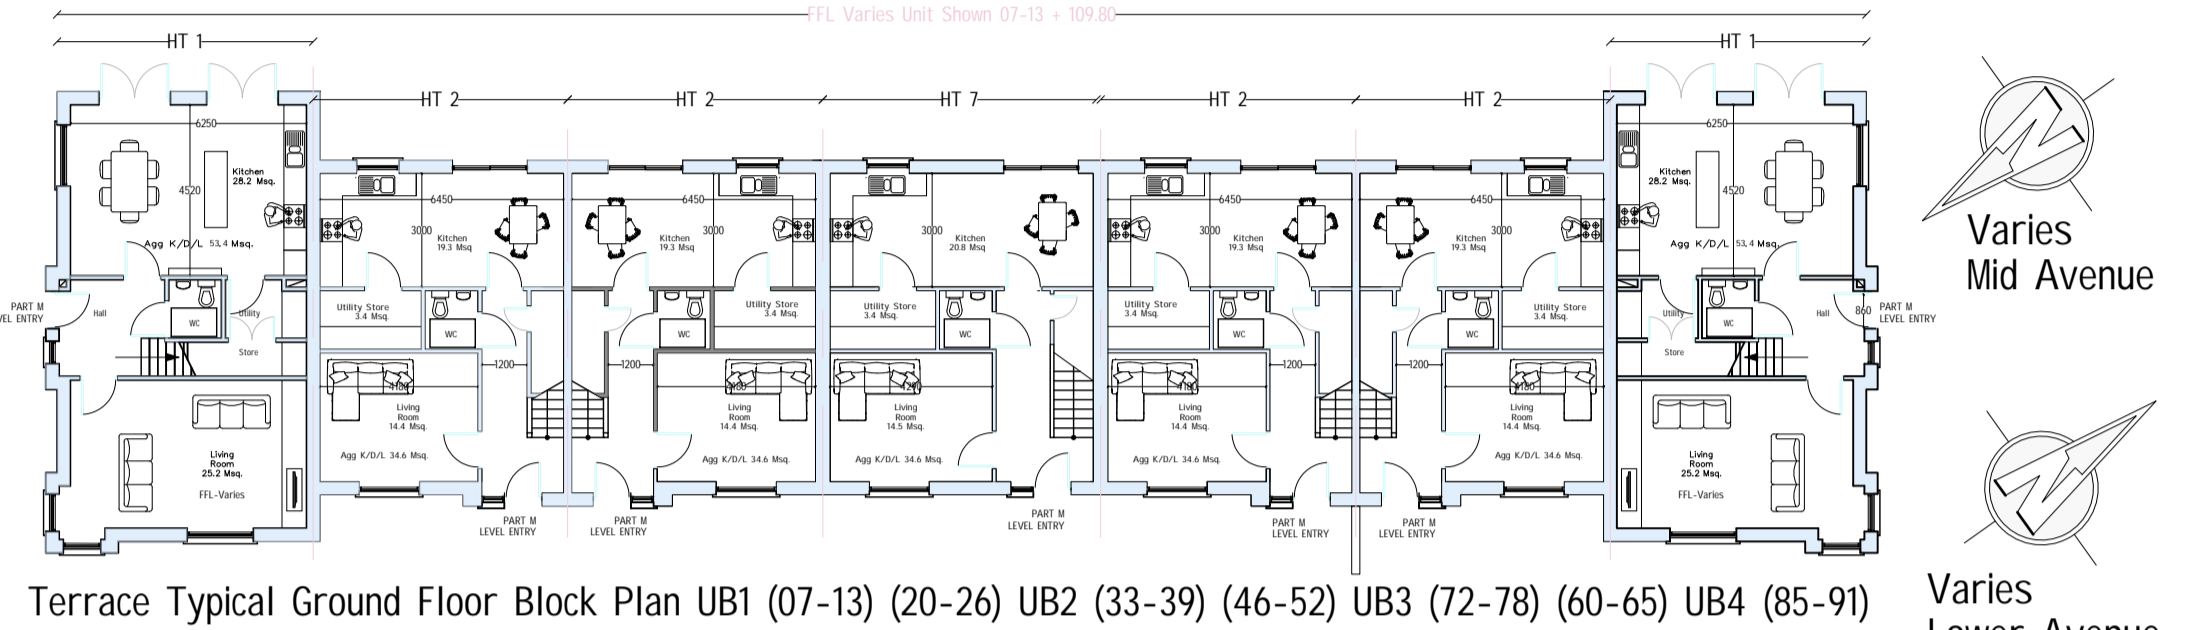 FFL Varies Unit Shown 07-13 + 109.80
HT 1
HT 1
HT 2
HT 2
HT 7
HT 2
HT 2
6250
4520
Kitchen
28.2 Msq.
Agg K/D/L 53.4 Msq.
PART M
VEL ENTRY
Hall
WC
Utility
Store
Living
Room
25.2 Msq.
FFL-Varies
6450
3000
Kitchen
19.3 Msq
Utility Store
3.4 Msq.
WC
1200
4180
Living
Room
14.4 Msq.
Agg K/D/L 34.6 Msq.
PART M
LEVEL ENTRY
6450
3000
Kitchen
19.3 Msq
Utility Store
3.4 Msq.
WC
1200
4180
Living
Room
14.4 Msq.
Agg K/D/L 34.6 Msq.
PART M
LEVEL ENTRY
3000
Kitchen
20.8 Msq
Utility Store
3.4 Msq.
WC
Living
Room
14.5 Msq.
Agg K/D/L 34.6 Msq.
PART M
LEVEL ENTRY
6450
3000
Kitchen
19.3 Msq
Utility Store
3.4 Msq.
WC
1200
4180
Living
Room
14.4 Msq.
Agg K/D/L 34.6 Msq.
PART M
LEVEL ENTRY
6450
3000
Kitchen
19.3 Msq
Utility Store
3.4 Msq.
WC
1200
4180
Living
Room
14.4 Msq.
Agg K/D/L 34.6 Msq.
PART M
LEVEL ENTRY
6250
4520
Kitchen
28.2 Msq.
Agg K/D/L 53.4 Msq.
Utility
Store
WC
Hall
860
PART M
LEVEL ENTRY
Living
Room
25.2 Msq.
FFL-Varies
N
Varies
Mid Avenue
N
Varies
Lower Avenue
Terrace Typical Ground Floor Block Plan UB1 (07-13) (20-26) UB2 (33-39) (46-52) UB3 (72-78) (60-65) UB4 (85-91)